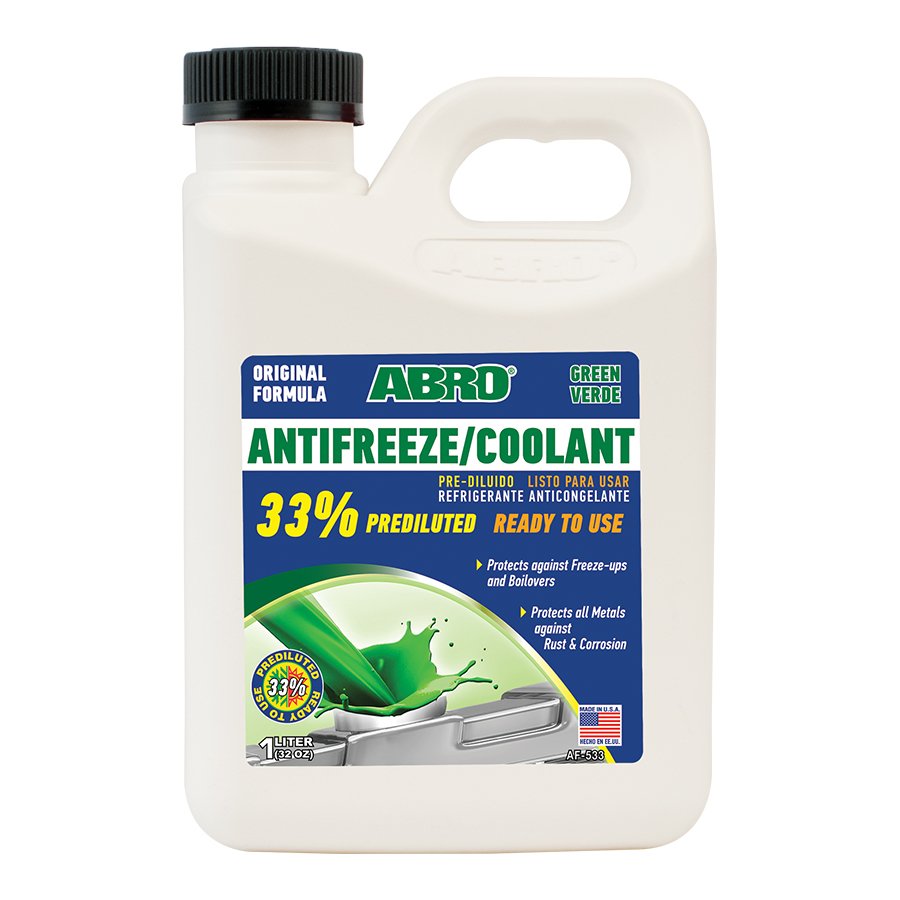 ABRO
ORIGINAL
FORMULA
ABRO®
GREEN
VERDE
ANTIFREEZE/COOLANT
PRE-DILUIDO LISTO PARA USAR
REFRIGERANTE ANTICONGELANTE
33% PREDILUTED READY TO USE
Protects against Freeze-ups
and Boilovers
Protects all Metals
against
Rust & Corrosion
PREDILUTED
33%
READY TO USE
MADE IN U.S.A.
HECHO EN EE.UU.
1 LITER
(32 OZ)
AF-533